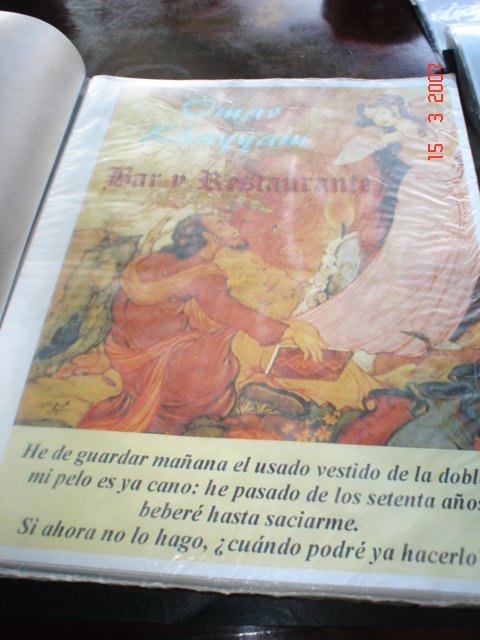 Omar
Khayyam
Bar y Restaurante
He de guardar mañana el usado vestido de la dobl
mi pelo es ya cano: he pasado de los setenta años
beberé hasta saciarme.
Si ahora no lo hago, ¿cuándo podré ya hacerlo
15 3 2007